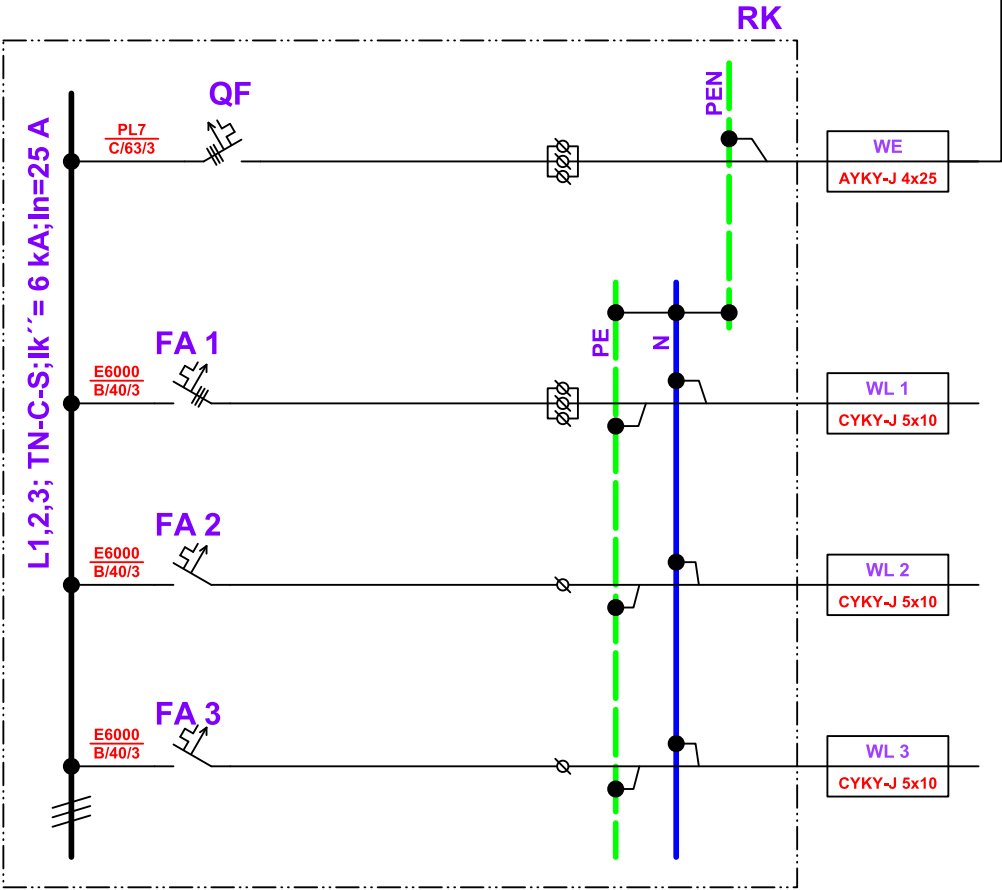 RK
QF
PEN
PL7
C/63/3
WE
AYKY-J 4x25
L1,2,3; TN-C-S;Ik´´= 6 kA;In=25 A
PE
N
FA 1
E6000
B/40/3
WL 1
CYKY-J 5x10
FA 2
E6000
B/40/3
WL 2
CYKY-J 5x10
FA 3
E6000
B/40/3
WL 3
CYKY-J 5x10